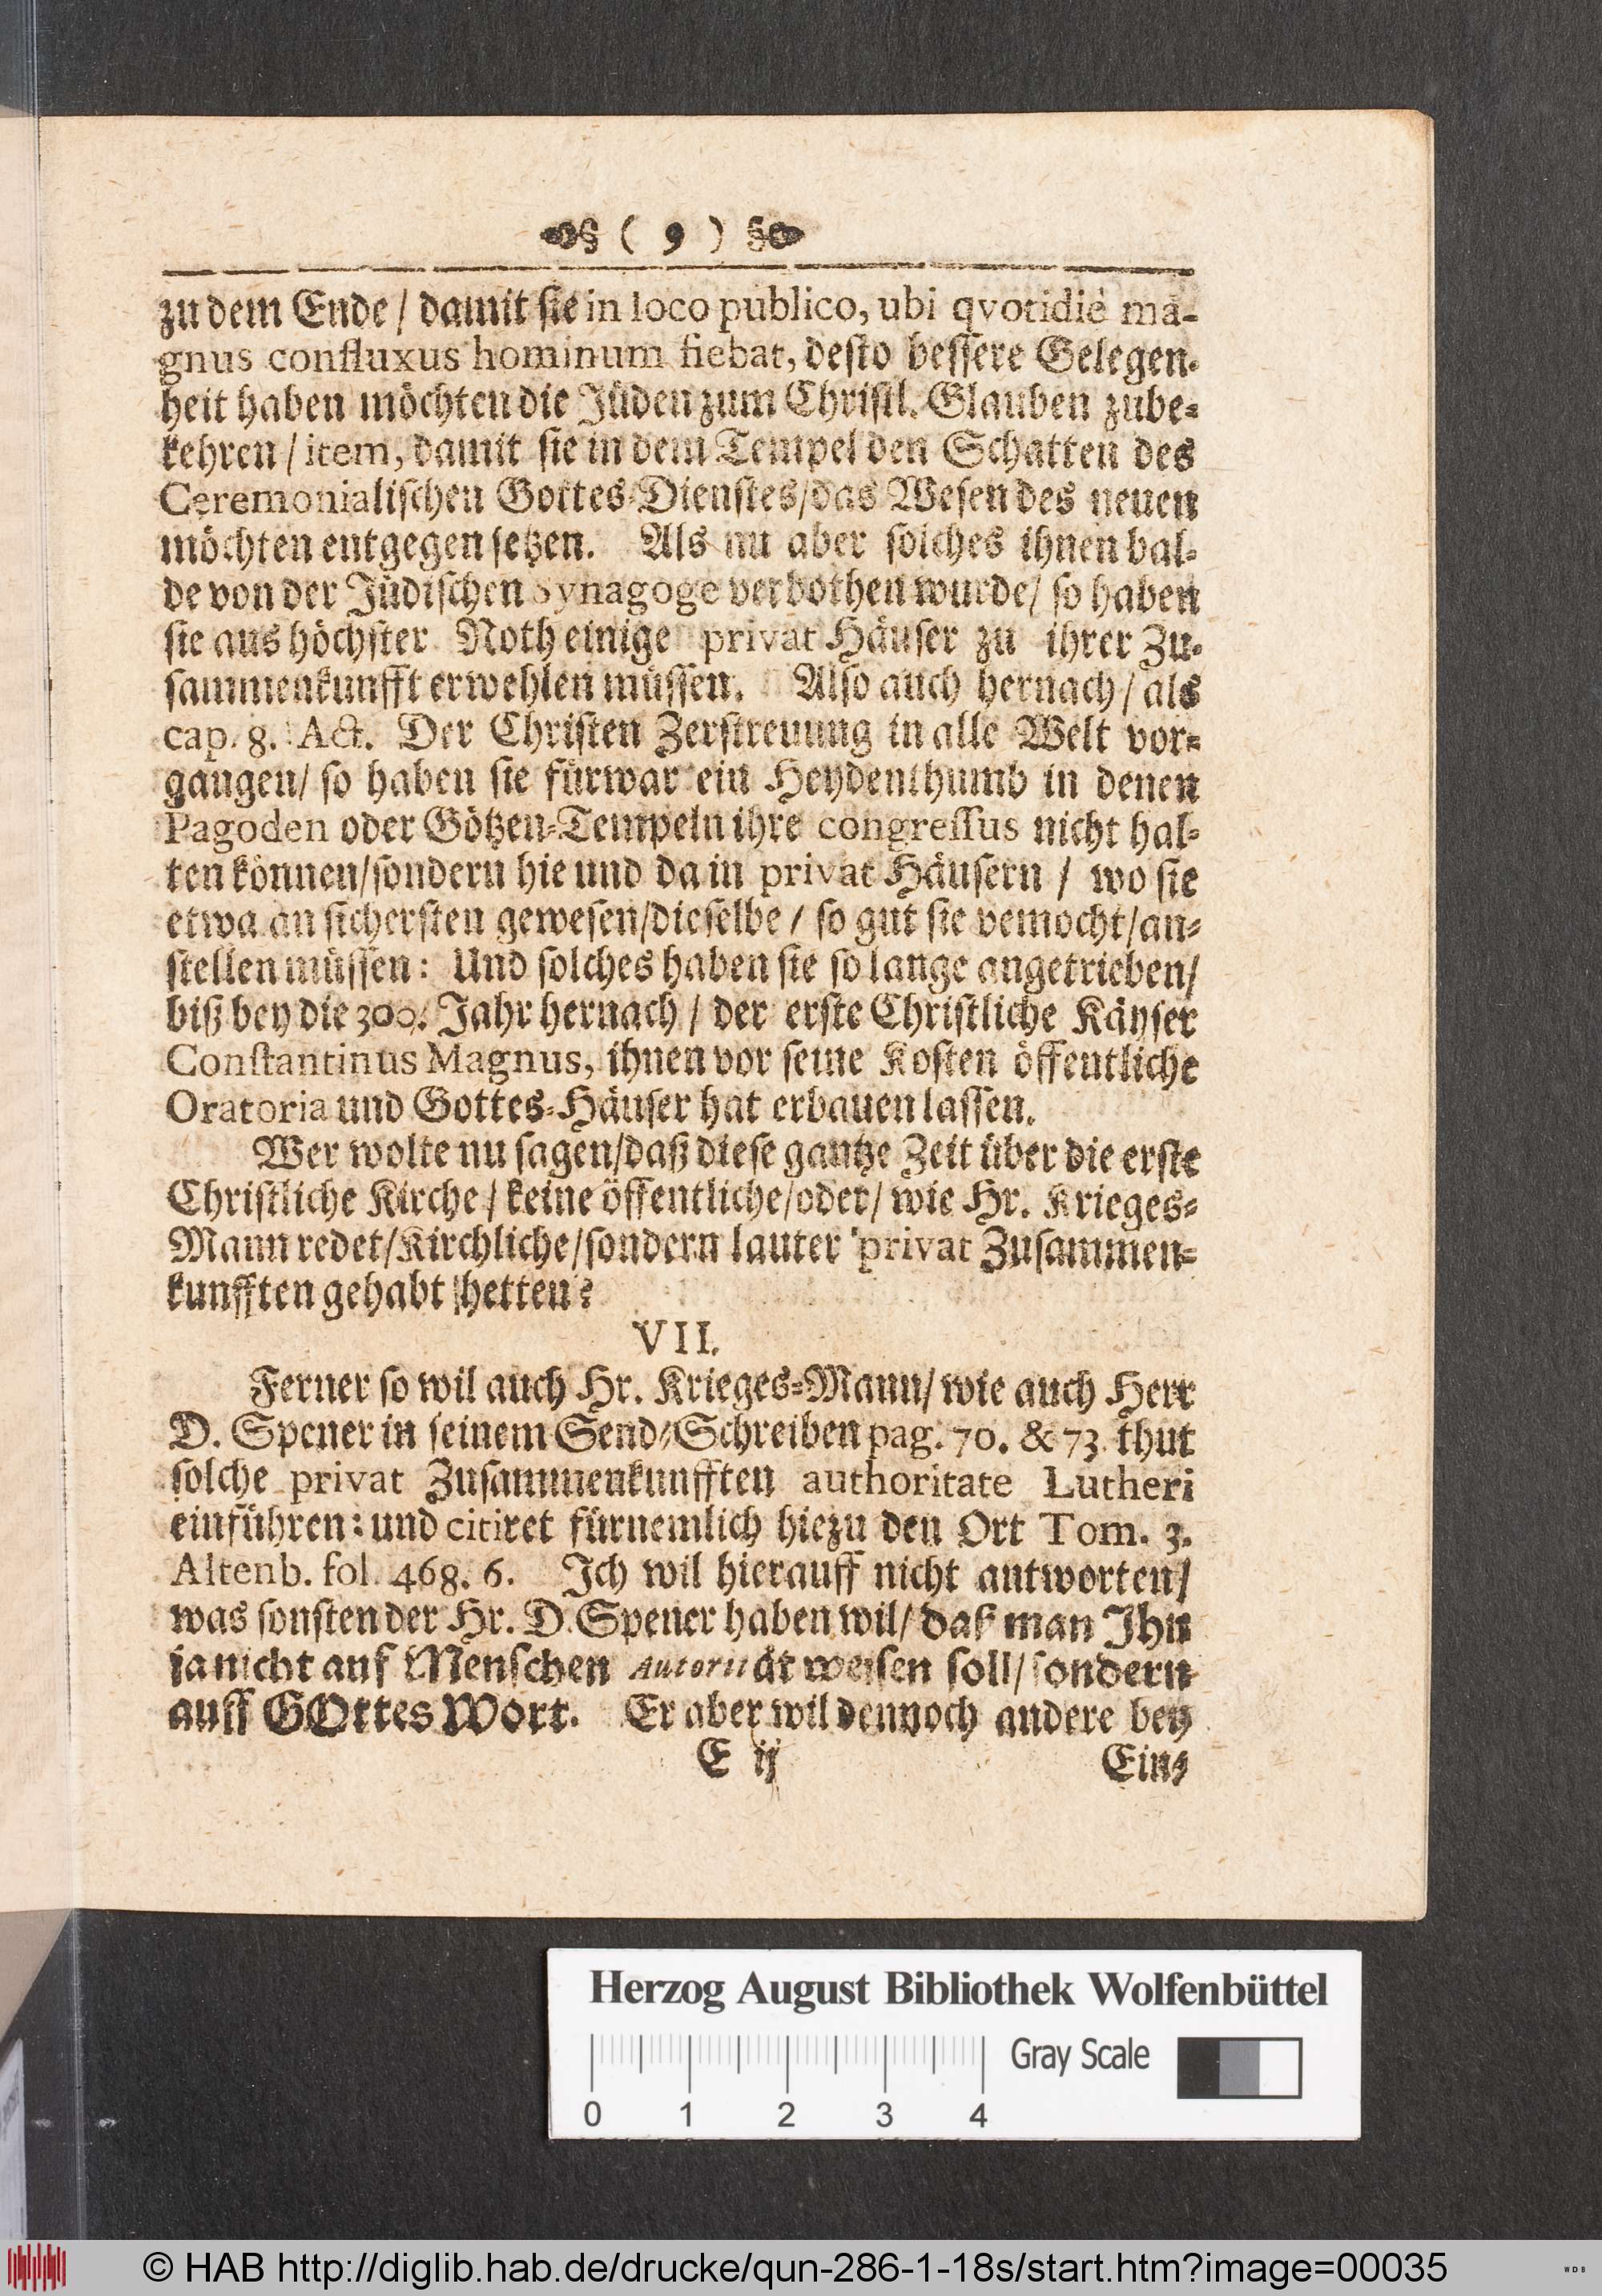 ( 9 )
zu dem Ende / damit sie in loco publico, ubi qvotidie ma-
gnus confluxus hominum fiebat, desto bessere Gelegen-
heit haben möchten die Jüden zum Christl. Glauben zube-
kehren / item, damit sie in dem Tempel den Schatten des
Ceremonialischen Gottes-Dienstes/das Wesen des neuen
möchten entgegen setzen. Als nu aber solches ihnen bal-
de von der Jüdischen Synagoge verbothen wurde/ so haben
sie aus höchster Noth einige privat Häuser zu ihrer Zu-
sammenkunfft erwehlen müssen. Also auch hernach / als
cap. 8. Act. Der Christen Zerstreuung in alle Welt vor-
gangen/ so haben sie fürwar ein Heydenthumb in denen
Pagoden oder Götzen-Tempeln ihre congressus nicht hal-
ten können/sondern hie und da in privat Häusern / wo sie
etwa an sichersten gewesen/dieselbe / so gut sie vemocht/an-
stellen müssen: Und solches haben sie so lange angetrieben/
biß bey die 300. Jahr hernach / der erste Christliche Käyser
Constantinus Magnus, ihnen vor seine Kosten öffentliche
Oratoria und Gottes-Häuser hat erbauen lassen.
Wer wolte nu sagen/daß diese gantze Zeit über die erste
Christliche Kirche / keine öffentliche/oder/ wie Hr. Krieges-
Mann redet/Kirchliche/sondern lauter privat Zusammen-
kunfften gehabt hetten?
VII.
Ferner so wil auch Hr. Krieges-Mann/ wie auch Herr
D. Spener in seinem Send-Schreiben pag. 70. & 73. thut
solche privat Zusammenkunfften authoritate Lutheri
einführen: und citiret fürnemlich hiezu den Ort Tom. 3.
Altenb. fol. 468. 6. Ich wil hierauff nicht antworten/
was sonsten der Hr. D. Spener haben wil/ daß man Ihn
ja nicht auf Menschen Autorität weisen soll/ sondern
auff GOttes Wort. Er aber wil dennoch andere bey
E ij Ein-
Herzog August Bibliothek Wolfenbüttel
Gray Scale
0 1 2 3 4
© HAB http://diglib.hab.de/drucke/qun-286-1-18s/start.htm?image=00035
WDB